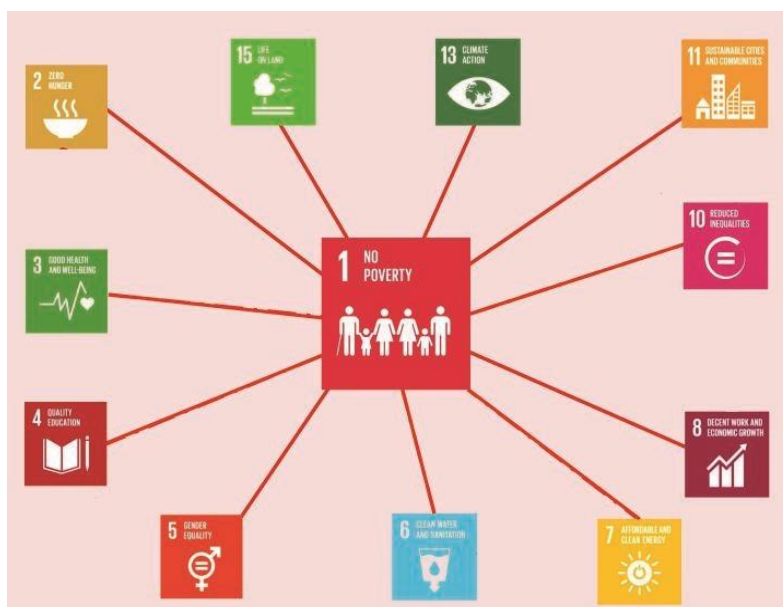 15 LIFE
ON LAND
13 CLIMATE
ACTION
11 SUSTAINABLE CITIES
AND COMMUNITIES
2 ZERO
HUNGER
10 REDUCED
INEQUALITIES
1 NO
POVERTY
3 GOOD HEALTH
AND WELL-BEING
4 QUALITY
EDUCATION
8 DECENT WORK AND
ECONOMIC GROWTH
5 GENDER
EQUALITY
6 CLEAN WATER
AND SANITATION
7 AFFORDABLE AND
CLEAN ENERGY